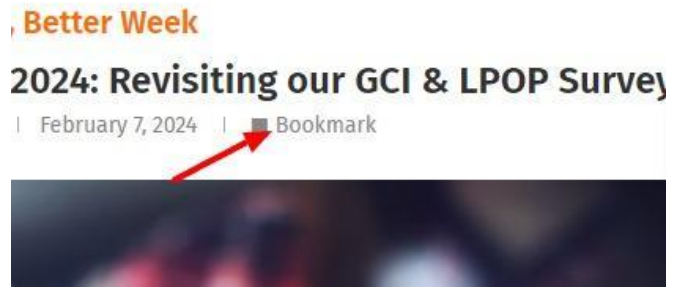 , Better Week
2024: Revisiting our GCI & LPOP Survey
| February 7, 2024 | Bookmark